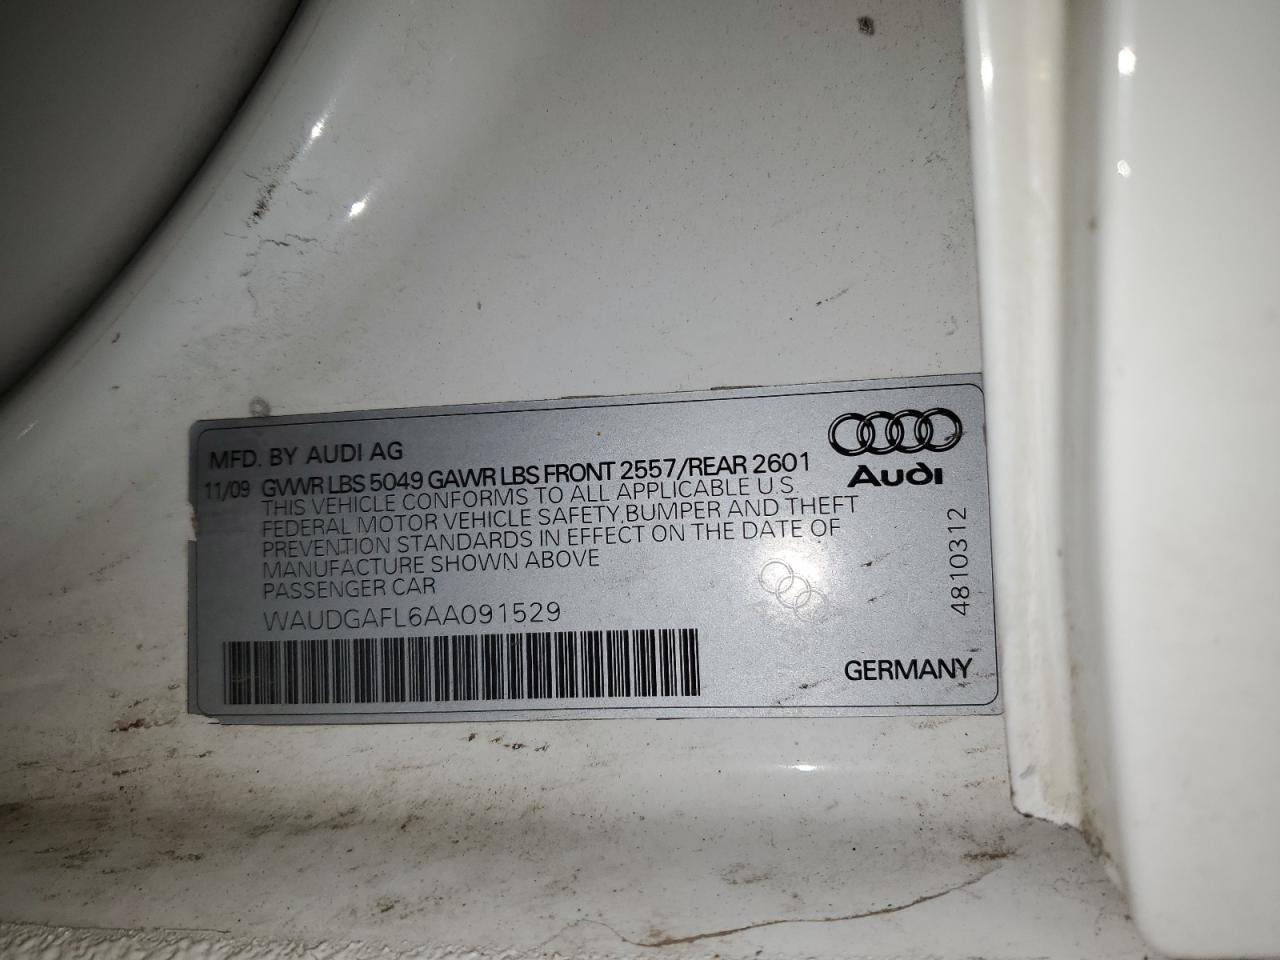 MFD. BY AUDI AG
11/09 GVWR LBS 5049 GAWR LBS FRONT 2557/REAR 2601
THIS VEHICLE CONFORMS TO ALL APPLICABLE U.S.
FEDERAL MOTOR VEHICLE SAFETY, BUMPER AND THEFT
PREVENTION STANDARDS IN EFFECT ON THE DATE OF
MANUFACTURE SHOWN ABOVE
PASSENGER CAR
WAUDGAFL6AA091529
Audi
4810312
GERMANY